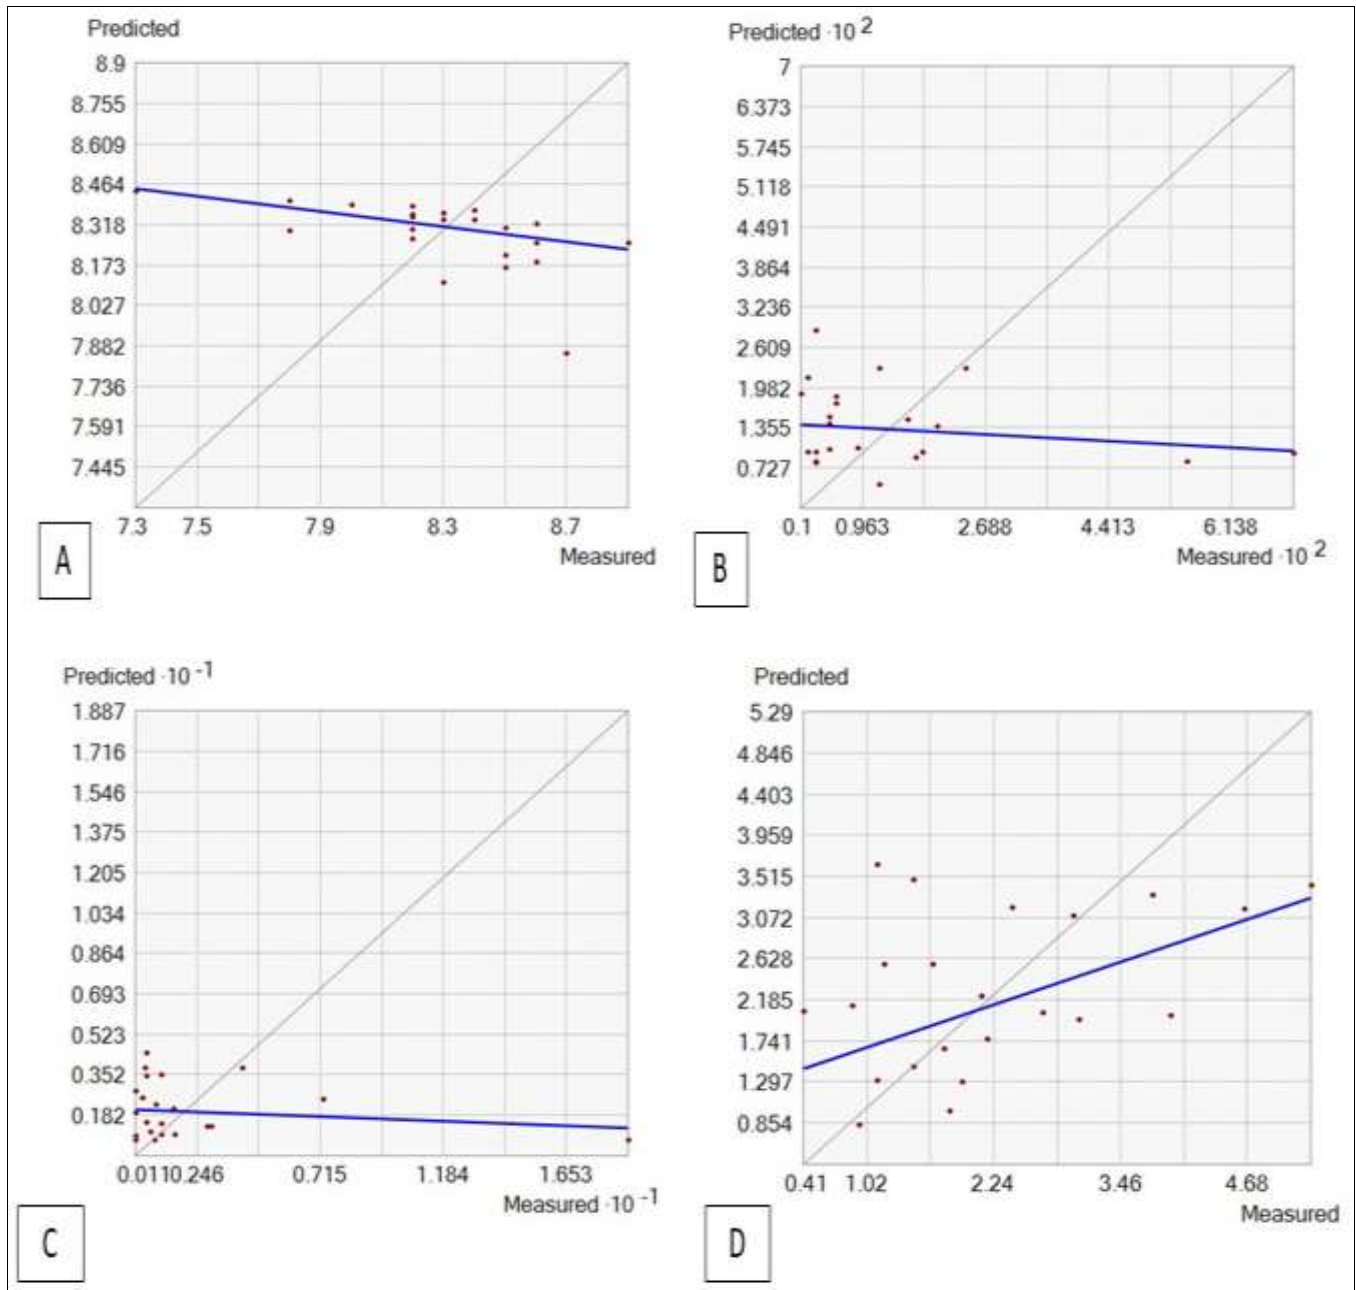 Predicted
8.9
8.755
8.609
8.464
8.318
8.173
8.027
7.882
7.736
7.591
7.445
7.3 7.5 7.9 8.3 8.7
Measured
A
Predicted ·10 2
7
6.373
5.745
5.118
4.491
3.864
3.236
2.609
1.982
1.355
0.727
0.1 0.963 2.688 4.413 6.138
Measured ·10 2
B
Predicted ·10 -1
1.887
1.716
1.546
1.375
1.205
1.034
0.864
0.693
0.523
0.352
0.182
0.0110.246 0.715 1.184 1.653
Measured ·10 -1
C
Predicted
5.29
4.846
4.403
3.959
3.515
3.072
2.628
2.185
1.741
1.297
0.854
0.41 1.02 2.24 3.46 4.68
Measured
D